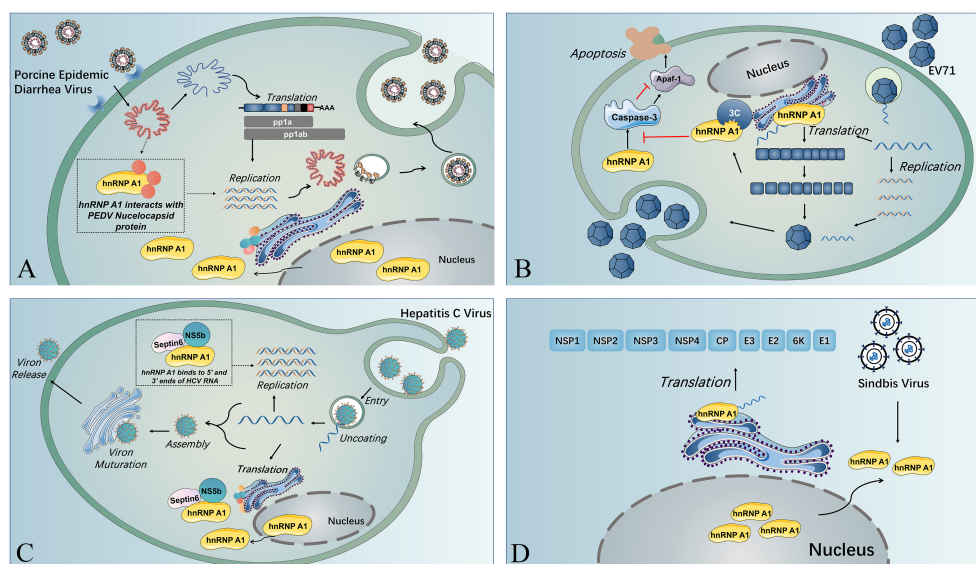 Porcine Epidemic
Diarrhea Virus
Translation
AAA
pp1a
pp1ab
hnRNP A1
hnRNP A1 interacts with
PEDV Nucelocapsid
protein
Replication
hnRNP A1
hnRNP A1
hnRNP A1
hnRNP A1
Nucleus
A
Apoptosis
Apaf-1
Caspase-3
hnRNP A1
3C
hnRNP A1
Nucleus
hnRNP A1
EV71
Translation
Replication
B
Hepatitis C Virus
NS5b
Septin6
hnRNP A1
hnRNP A1 binds to 5' and
3' ends of HCV RNA
Replication
Viron
Release
Entry
Uncoating
Assembly
Viron
Muturation
Translation
NS5b
Septin6
hnRNP A1
hnRNP A1
hnRNP A1
Nucleus
C
NSP1 NSP2 NSP3 NSP4 CP E3 E2 6K E1
Translation
Sindbis Virus
hnRNP A1
hnRNP A1
hnRNP A1
hnRNP A1
hnRNP A1
hnRNP A1
Nucleus
D